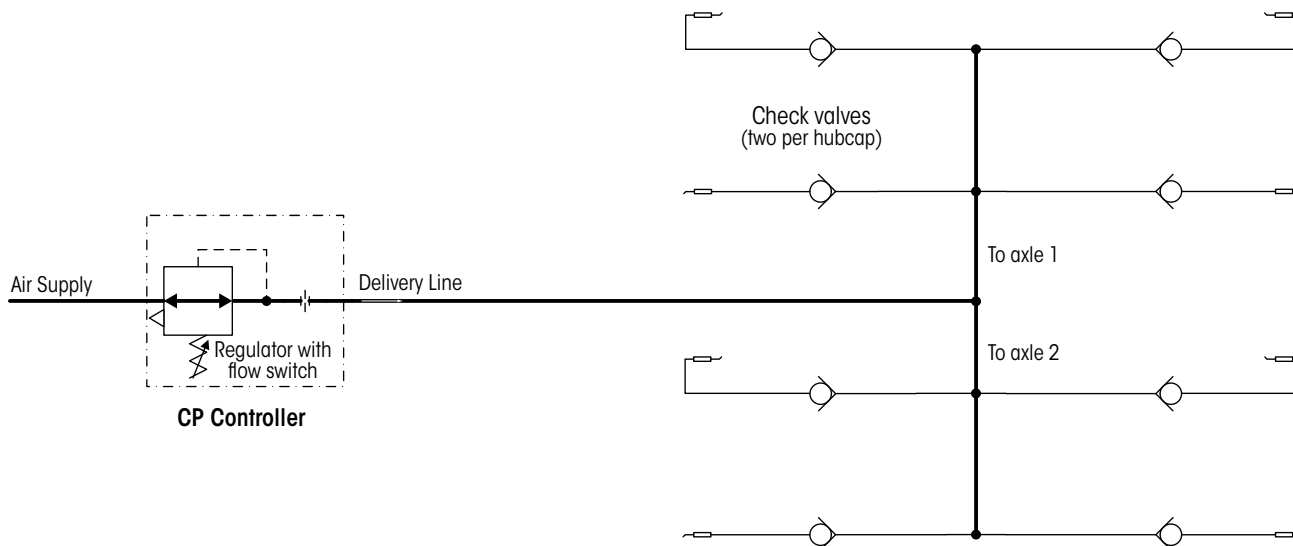 Check valves
(two per hubcap)
To axle 1
Air Supply
Delivery Line
Regulator with
flow switch
To axle 2
CP Controller